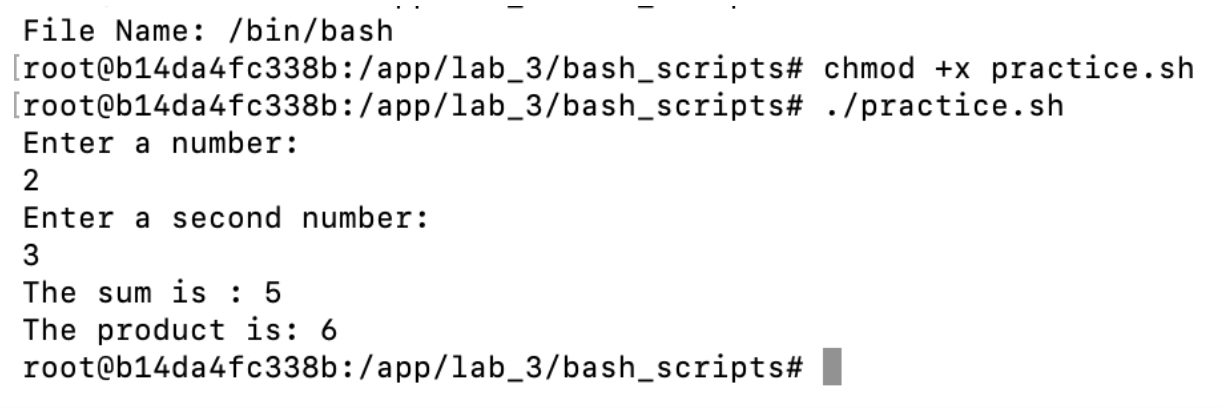 File Name: /bin/bash
[root@b14da4fc338b:/app/lab_3/bash_scripts# chmod +x practice.sh
[root@b14da4fc338b:/app/lab_3/bash_scripts# ./practice.sh
Enter a number:
2
Enter a second number:
3
The sum is : 5
The product is: 6
root@b14da4fc338b:/app/lab_3/bash_scripts#